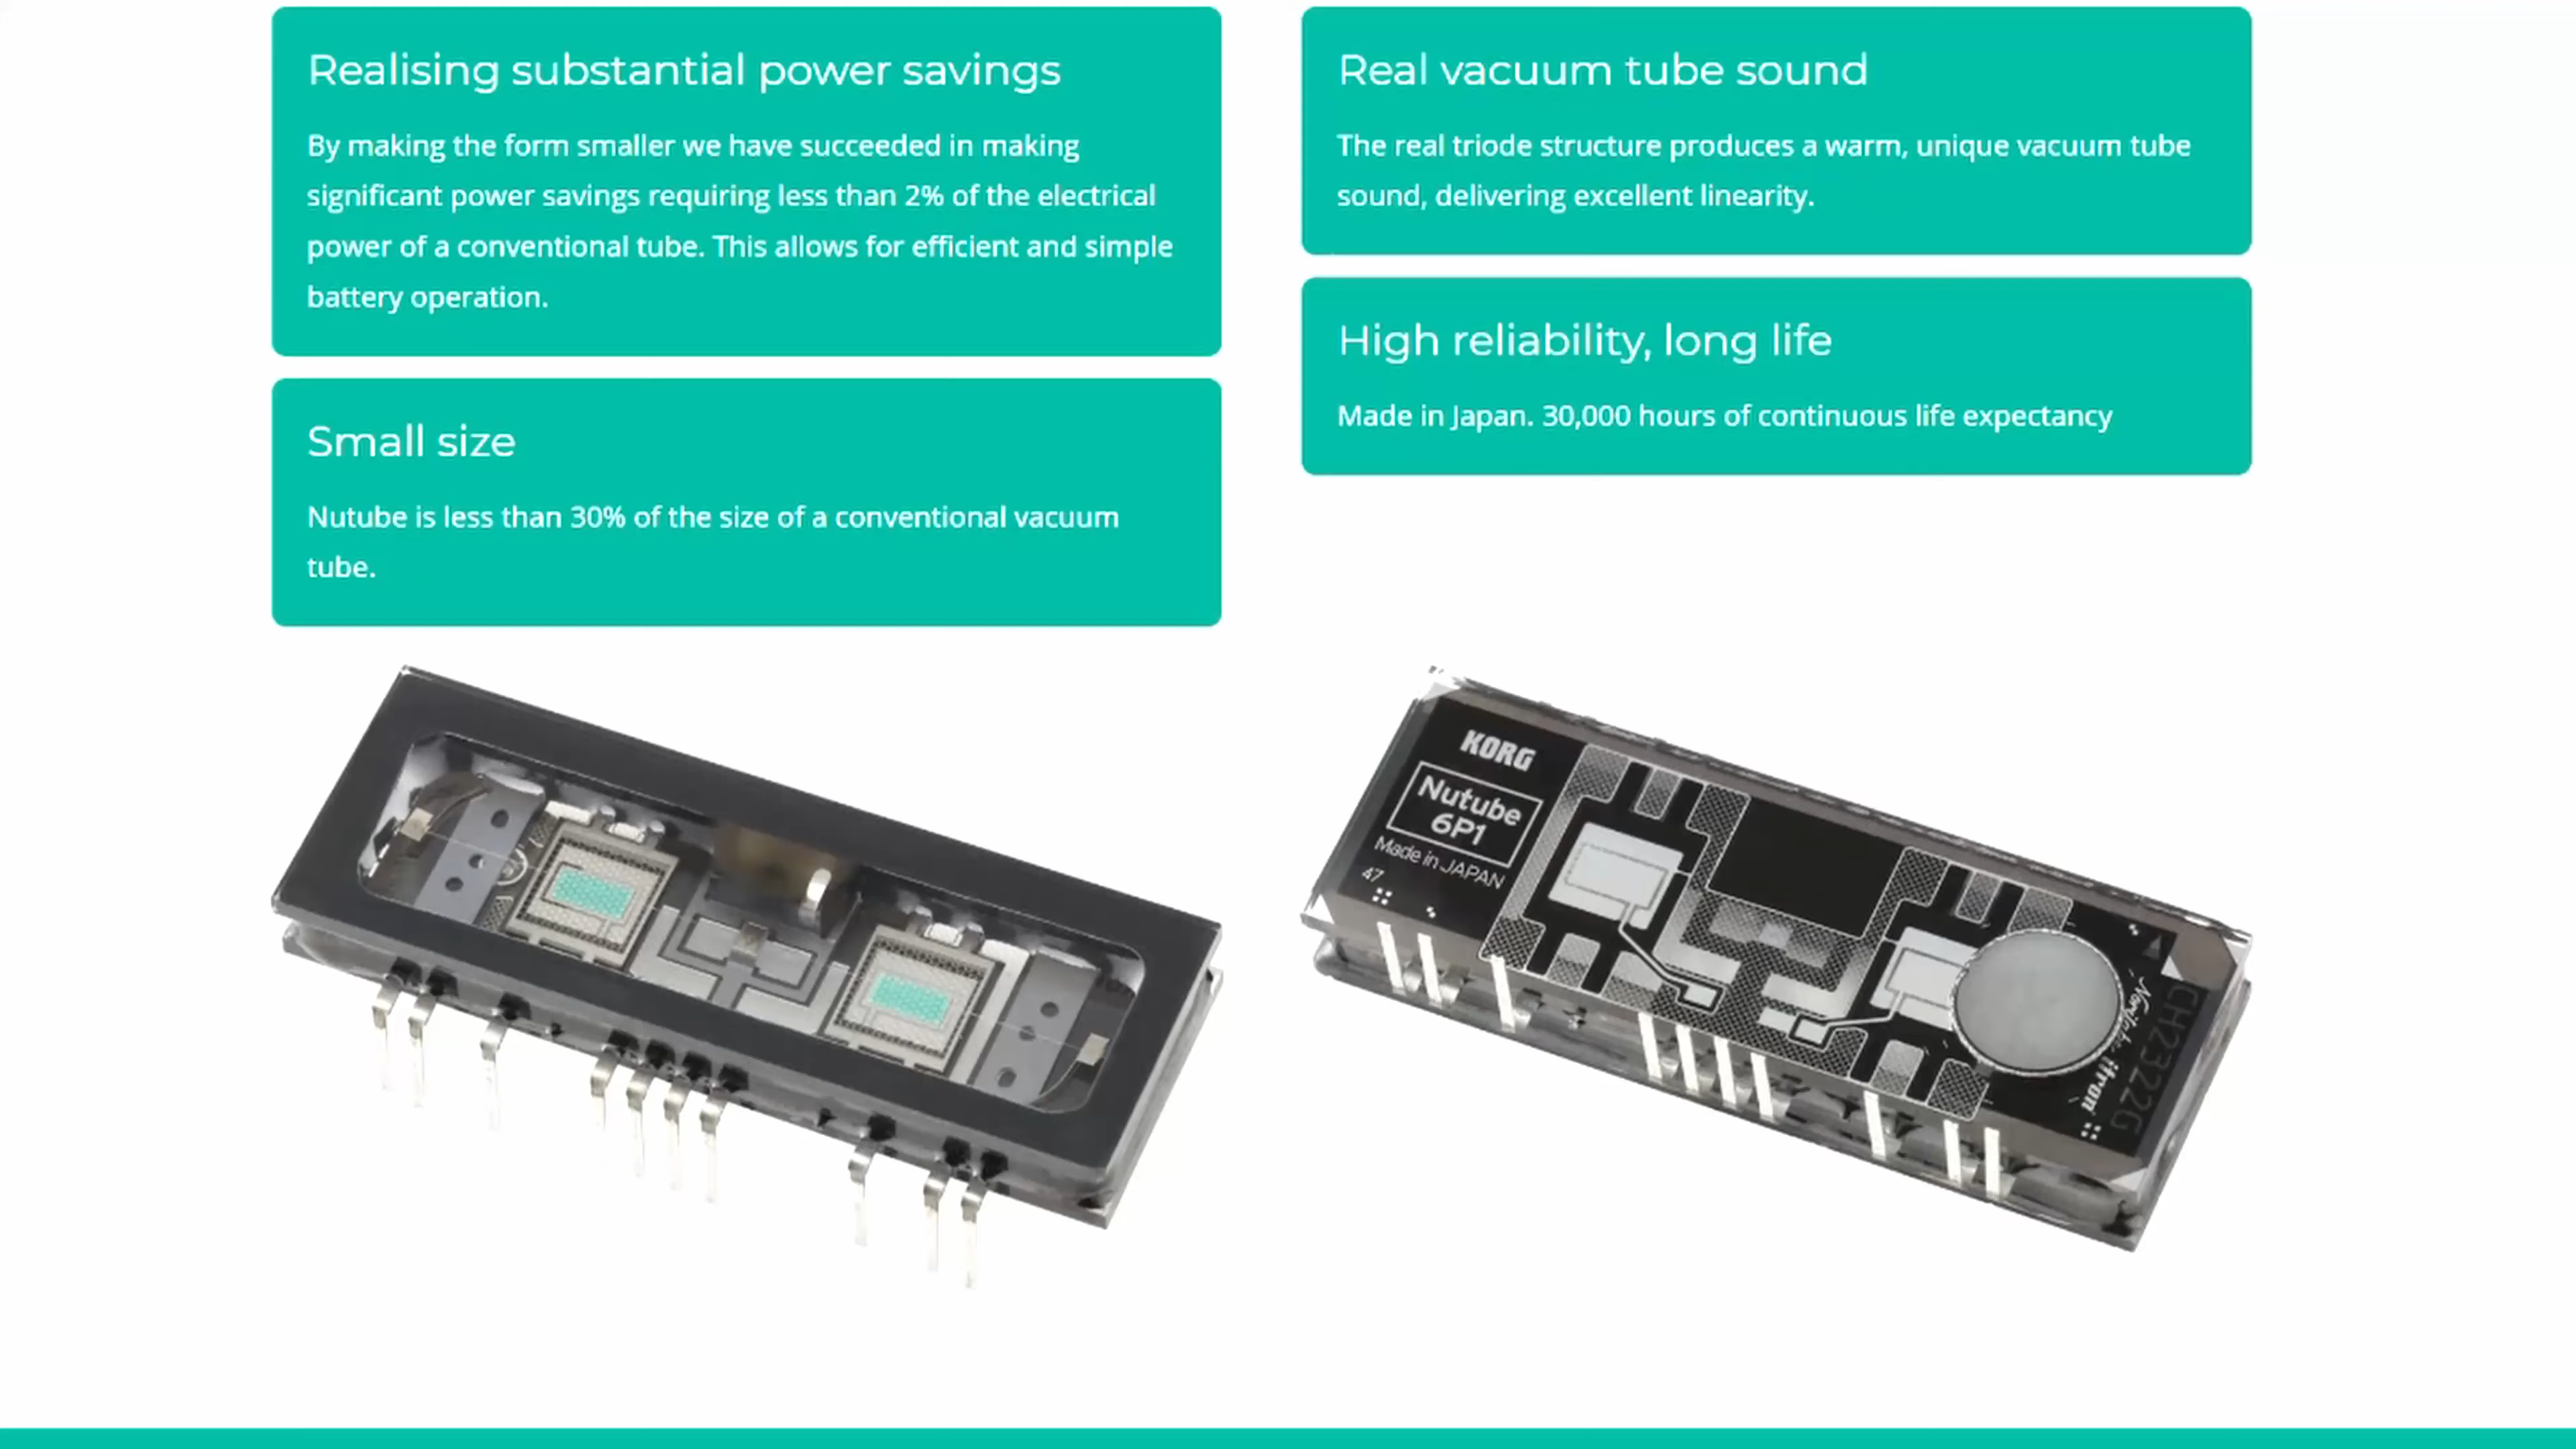 Realising substantial power savings
By making the form smaller we have succeeded in making
significant power savings requiring less than 2% of the electrical
power of a conventional tube. This allows for efficient and simple
battery operation.
Small size
Nutube is less than 30% of the size of a conventional vacuum
tube.
Real vacuum tube sound
The real triode structure produces a warm, unique vacuum tube
sound, delivering excellent linearity.
High reliability, long life
Made in Japan. 30,000 hours of continuous life expectancy
KORG
Nutube
6P1
Made in JAPAN
47
CH2322G